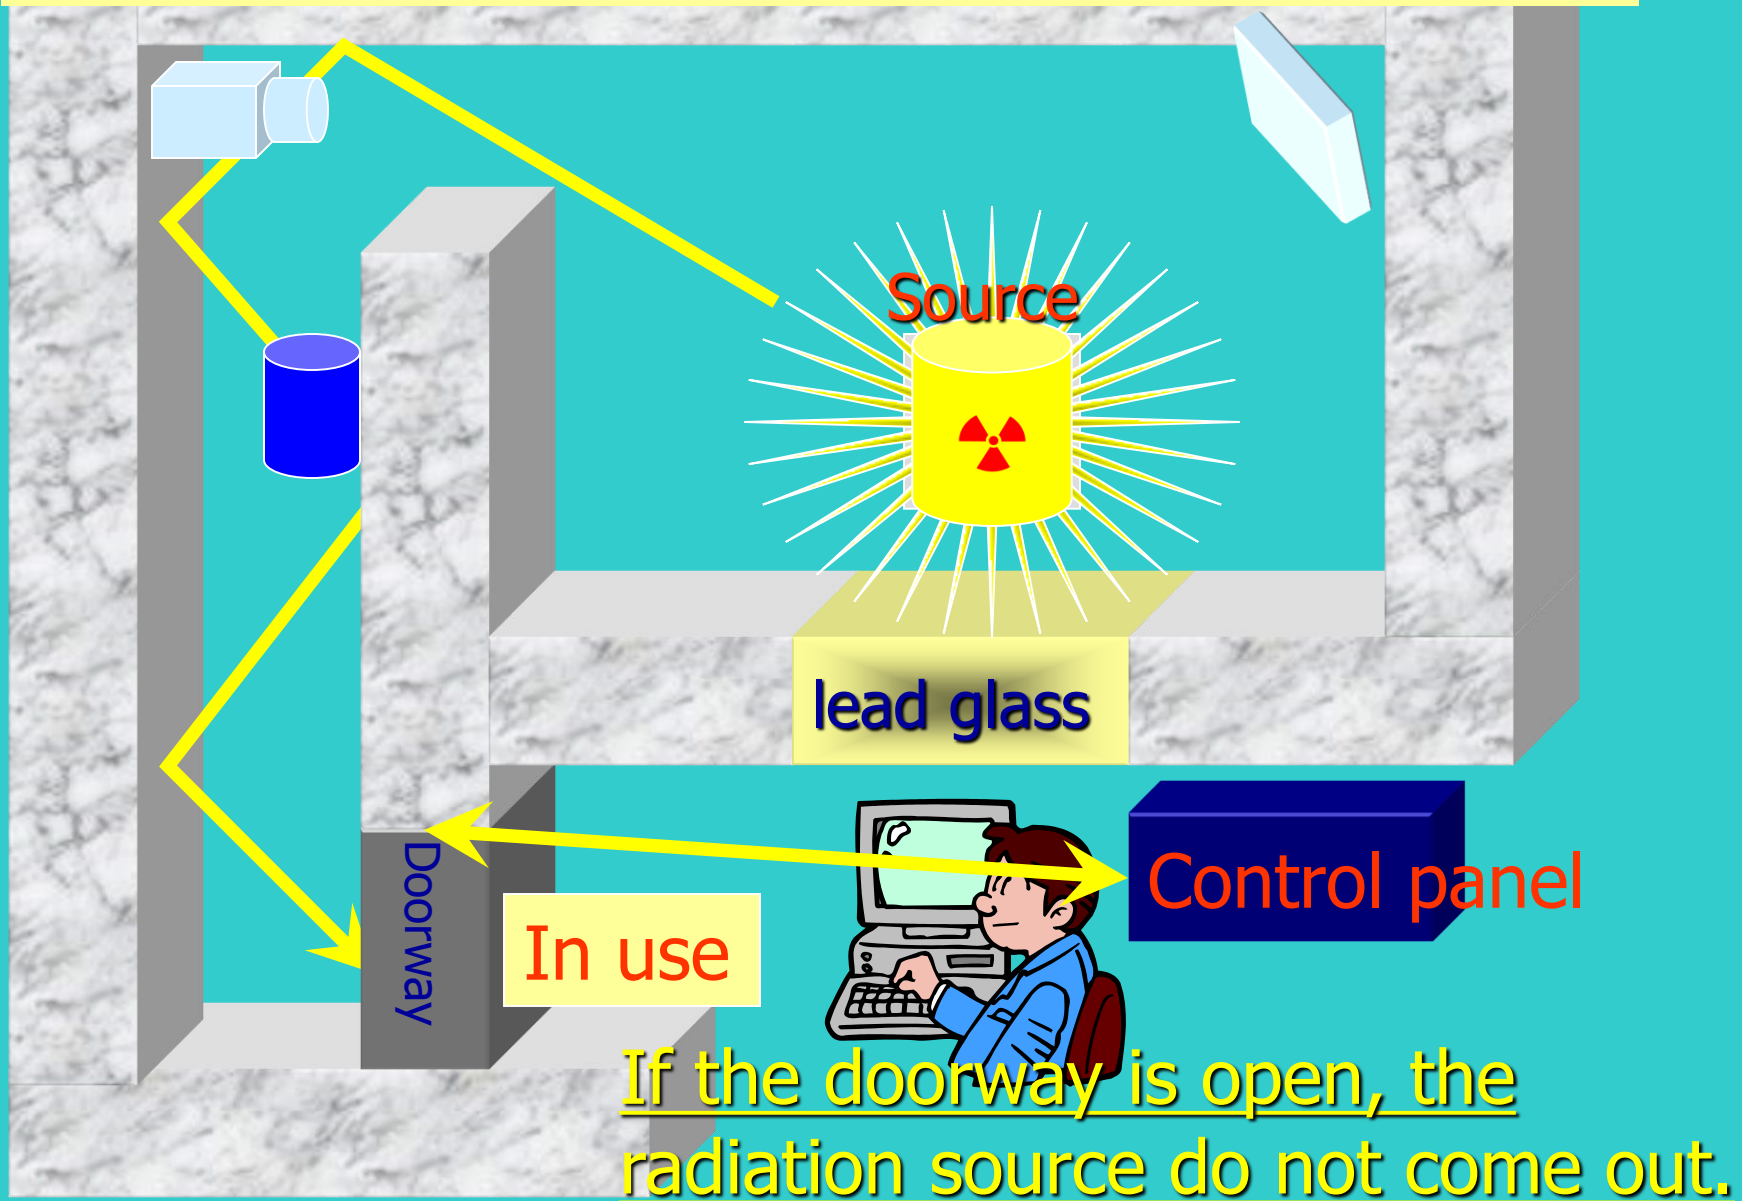 Source
lead glass
Control panel
Doorway
In use
If the doorway is open, the
radiation source do not come out.